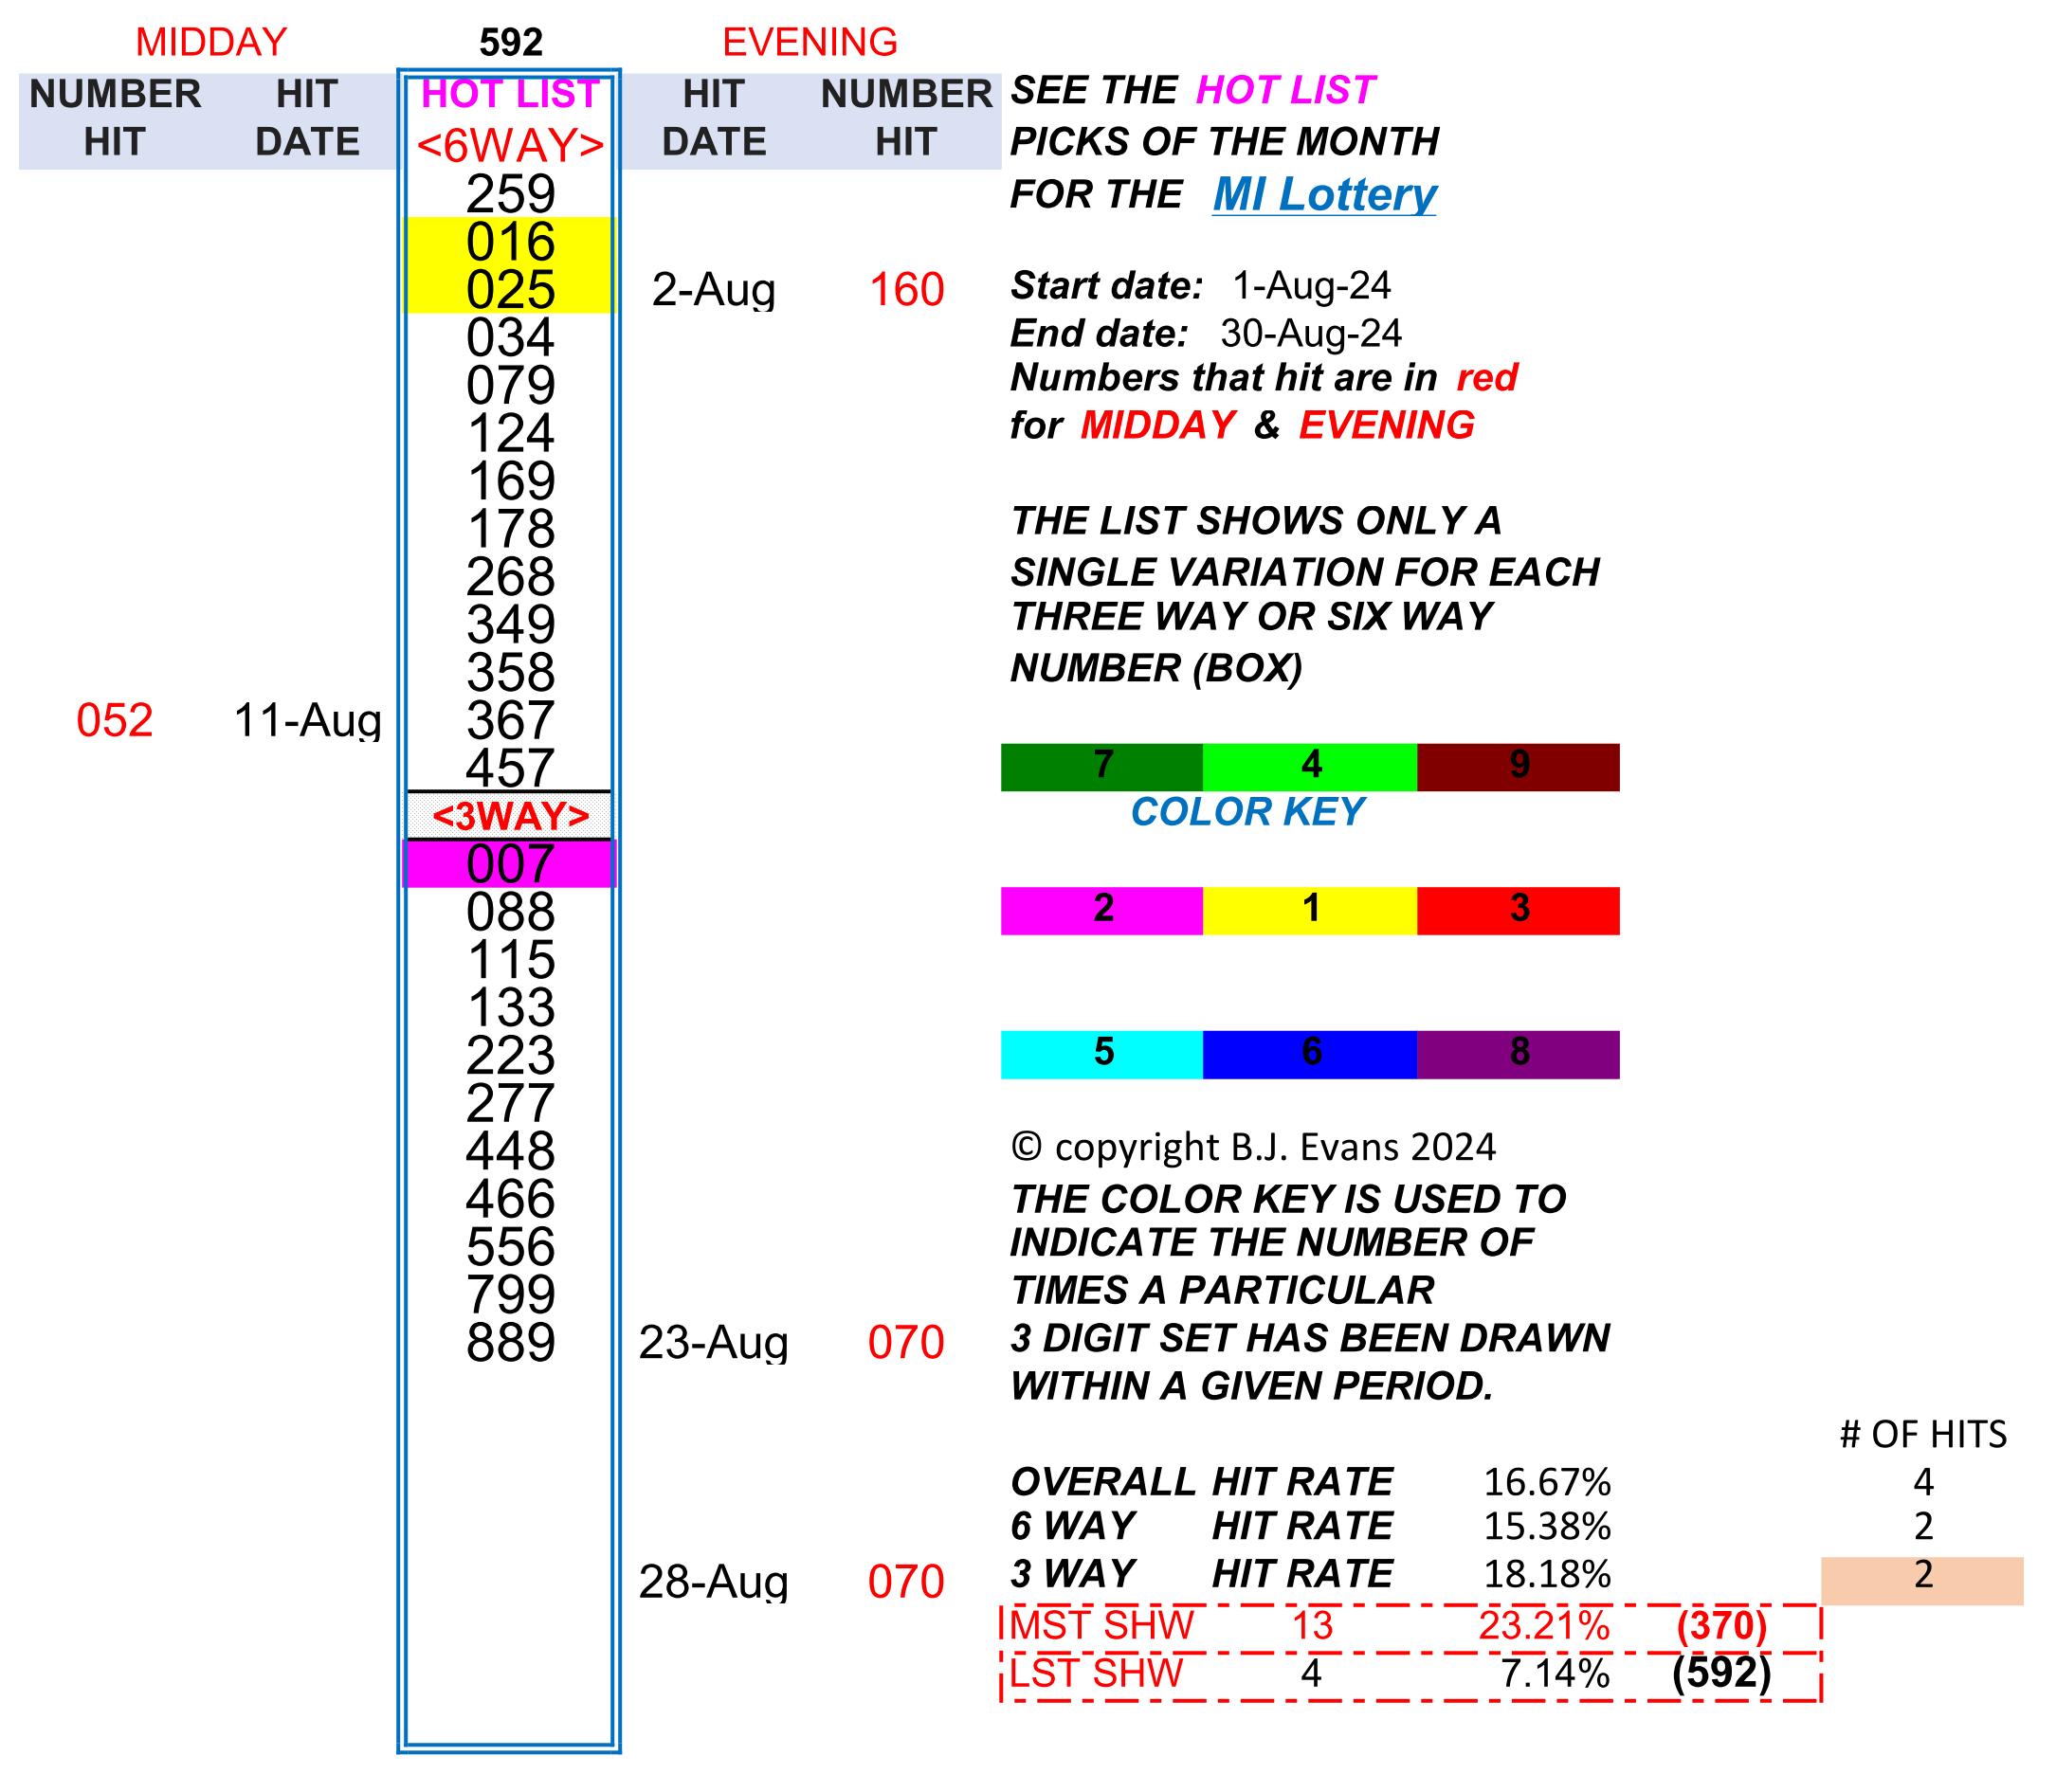 MIDDAY 592 EVENING
NUMBER HIT HOT LIST HIT NUMBER SEE THE HOT LIST
HIT DATE <6WAY> DATE HIT PICKS OF THE MONTH
259 FOR THE MI Lottery
016
025 2-Aug 160 Start date: 1-Aug-24
034 End date: 30-Aug-24
079 Numbers that hit are in red
124 for MIDDAY & EVENING
169
178 THE LIST SHOWS ONLY A
268 SINGLE VARIATION FOR EACH
349 THREE WAY OR SIX WAY
358 NUMBER (BOX)
052 11-Aug 367
457 7 4 9
<3WAY> COLOR KEY
007
088 2 1 3
115
133
223 5 6 8
277
448 © copyright B.J. Evans 2024
466 THE COLOR KEY IS USED TO
556 INDICATE THE NUMBER OF
799 TIMES A PARTICULAR
889 23-Aug 070 3 DIGIT SET HAS BEEN DRAWN
WITHIN A GIVEN PERIOD.
# OF HITS
OVERALL HIT RATE 16.67% 4
6 WAY HIT RATE 15.38% 2
28-Aug 070 3 WAY HIT RATE 18.18% 2
MST SHW 13 23.21% (370)
LST SHW 4 7.14% (592)